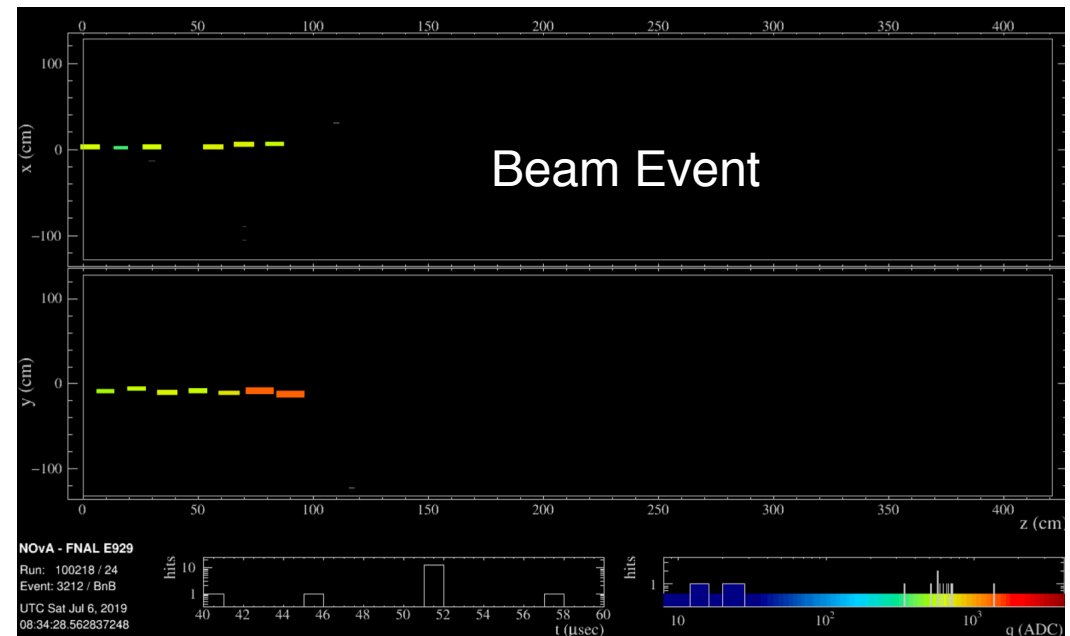 0 50 100 150 200 250 300 350 400
100
0
−100
x (cm)
Beam Event
100
0
−100
y (cm)
0 50 100 150 200 250 300 350 400
z (cm)
NOvA - FNAL E929
Run: 100218 / 24
Event: 3212 / BnB
UTC Sat Jul 6, 2019
08:34:28.562837248
hits
10
1
40 42 44 46 48 50 52 54 56 58 60
t (μsec)
hits
1
10 10² 10³
q (ADC)